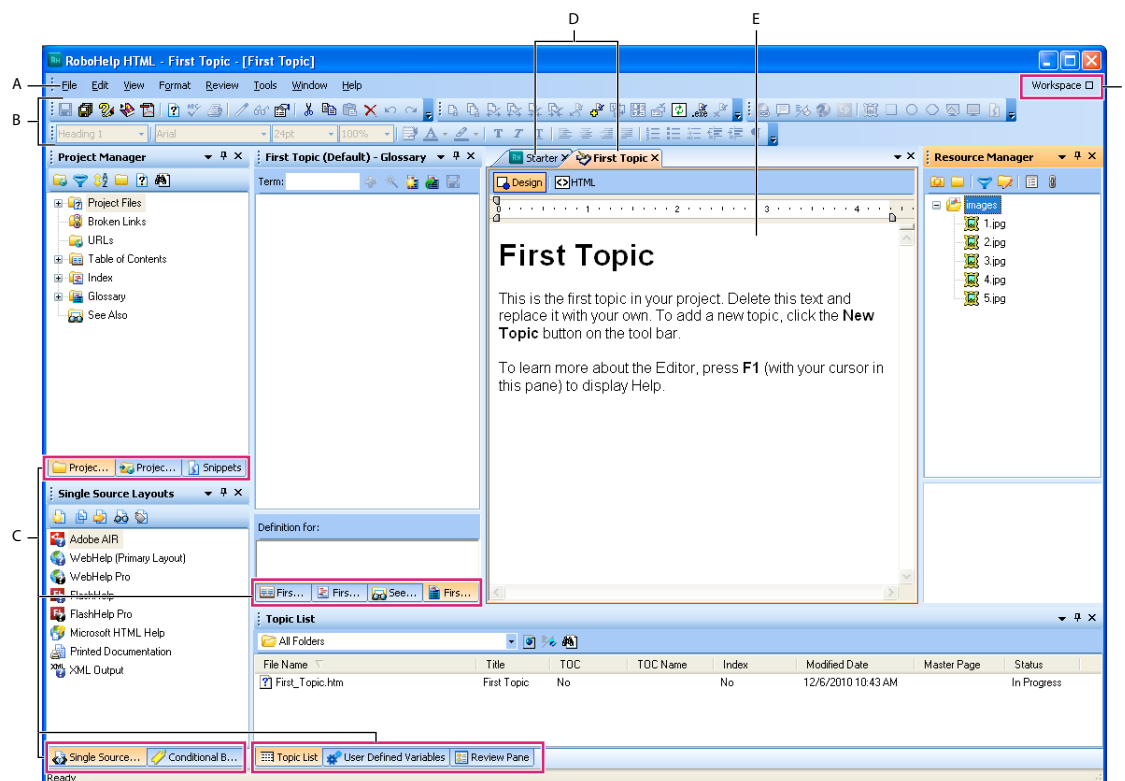 D E
RoboHelp HTML - First Topic - [First Topic]
A
File Edit View Format Review Tools Window Help
Workspace
B
Heading 1 Arial 24pt 100%
Project Manager
Project Files
Broken Links
URLs
Table of Contents
Index
Glossary
See Also
Projec... Projec... Snippets
First Topic (Default) - Glossary
Term:
Definition for:
Firs... Firs... See... Firs...
Starter First Topic
Design HTML
1 2 3 4
First Topic
This is the first topic in your project. Delete this text and
replace it with your own. To add a new topic, click the New
Topic button on the tool bar.
To learn more about the Editor, press F1 (with your cursor in
this pane) to display Help.
Resource Manager
images
1.jpg
2.jpg
3.jpg
4.jpg
5.jpg
C
Single Source Layouts
Adobe AIR
WebHelp (Primary Layout)
WebHelp Pro
FlashHelp
FlashHelp Pro
Microsoft HTML Help
Printed Documentation
XML Output
Single Source... Conditional B...
Topic List
All Folders
File Name Title TOC TOC Name Index Modified Date Master Page Status
First_Topic.htm First Topic No No 12/6/2010 10:43 AM In Progress
Topic List User Defined Variables Review Pane
Ready